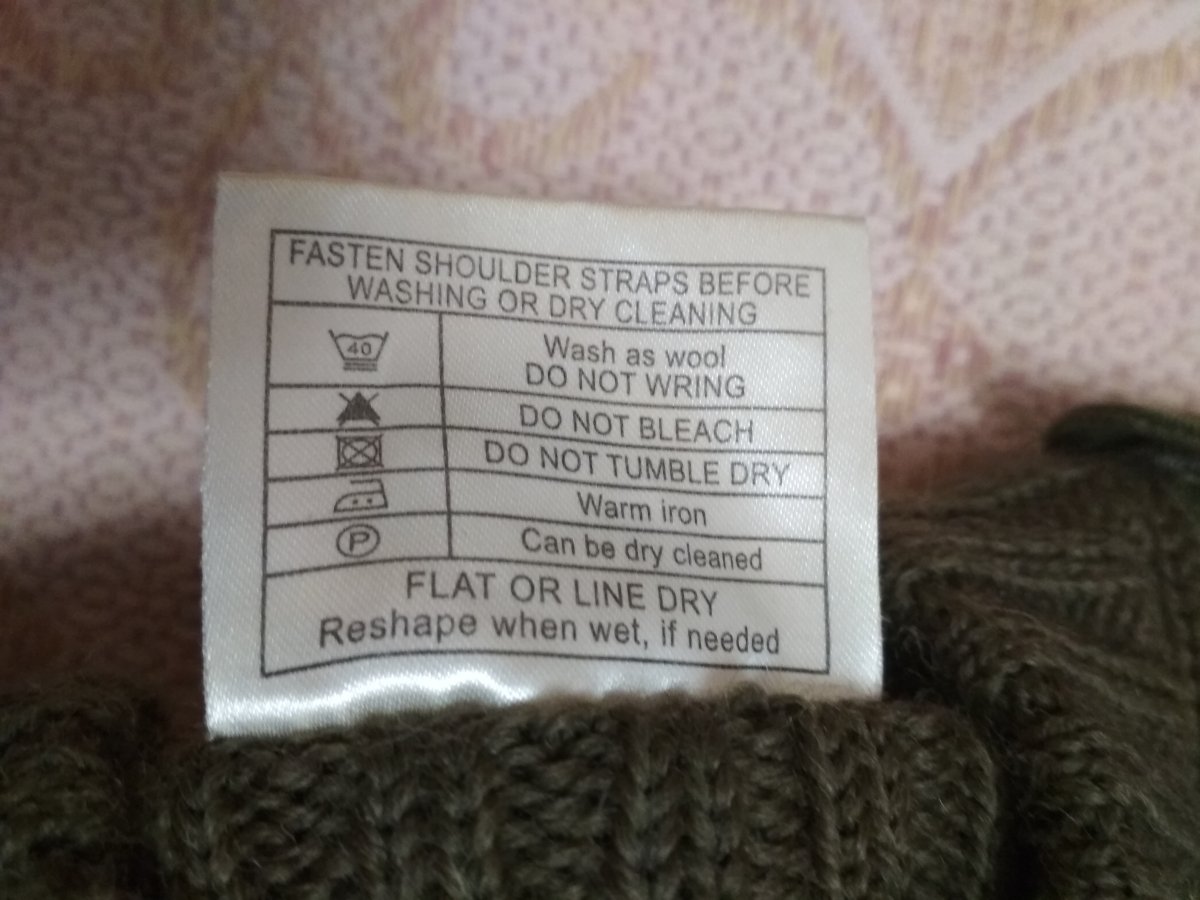 FASTEN SHOULDER STRAPS BEFORE
WASHING OR DRY CLEANING
40
Wash as wool
DO NOT WRING
DO NOT BLEACH
DO NOT TUMBLE DRY
Warm iron
P
Can be dry cleaned
FLAT OR LINE DRY
Reshape when wet, if needed